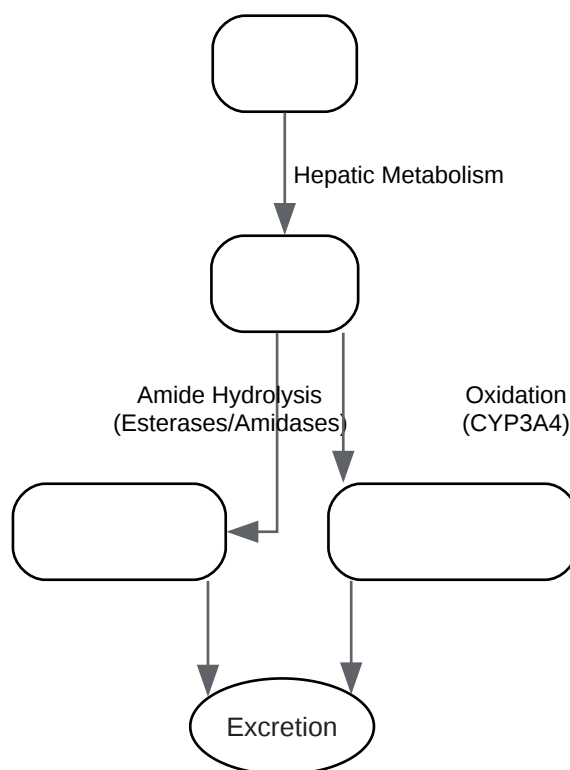 Hepatic Metabolism
Amide Hydrolysis
(Esterases/Amidases)
Oxidation
(CYP3A4)
Excretion